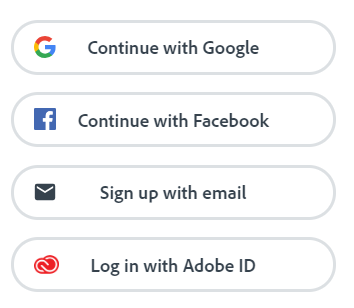 Continue with Google
Continue with Facebook
Sign up with email
Log in with Adobe ID